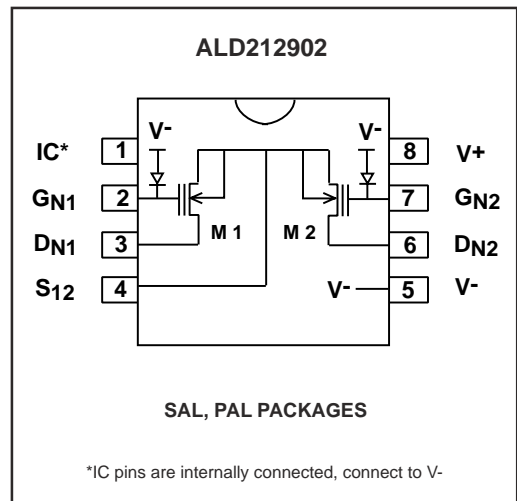 ALD212902
V- V-
IC* 1 8 V+
GN1 2 7 GN2
DN1 3 M 1 M 2 6 DN2
S12 4 V- 5 V-
SAL, PAL PACKAGES
*IC pins are internally connected, connect to V-